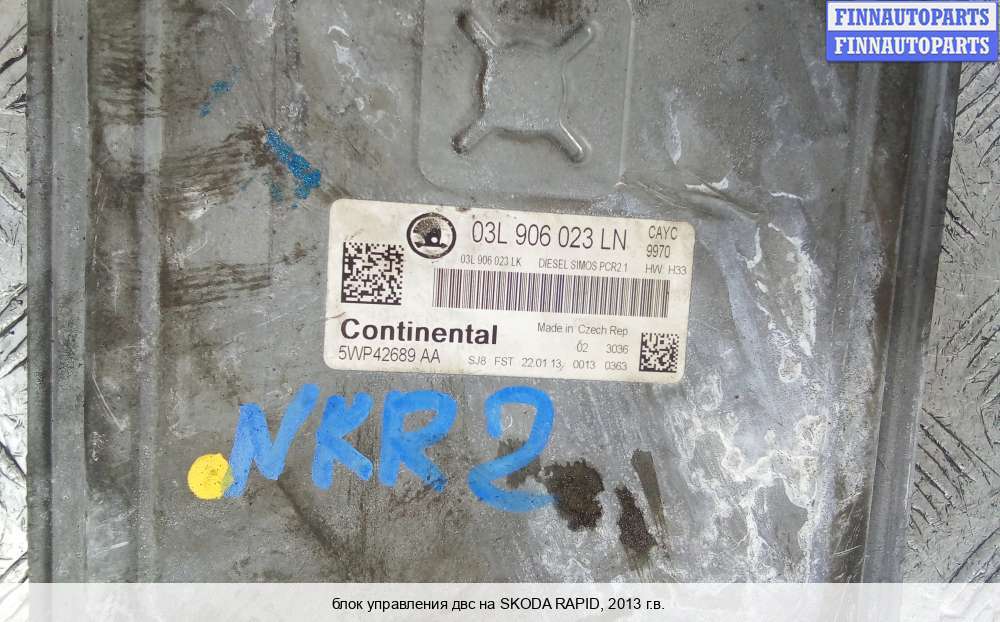 FINNAUTOPARTS
FINNAUTOPARTS
03L 906 023 LN
CAYC
9970
03L 906 023 LK DIESEL SIMOS PCR2.1 HW H33
Continental
Made in Czech Rep
5WP42689 AA
02 3036
SJ8 FST 22.01.13 0013 0363
NKR2
блок управления двс на SKODA RAPID, 2013 г.в.